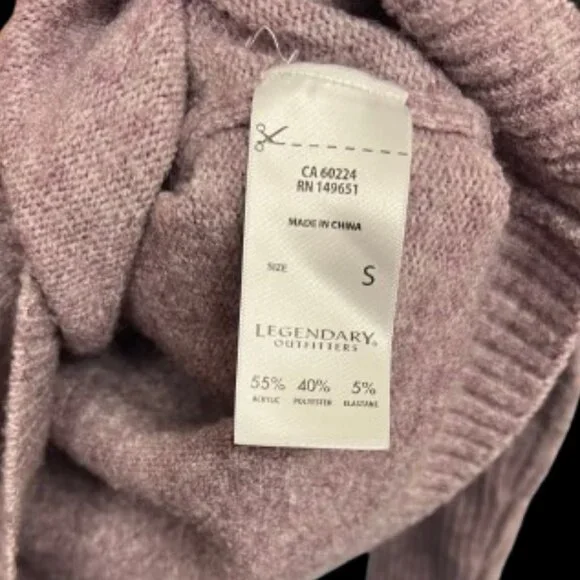 CA 60224
RN 149651
MADE IN CHINA
SIZE S
LEGENDARY®
OUTFITTERS
55% 40% 5%
ACRYLIC POLYESTER ELASTANE